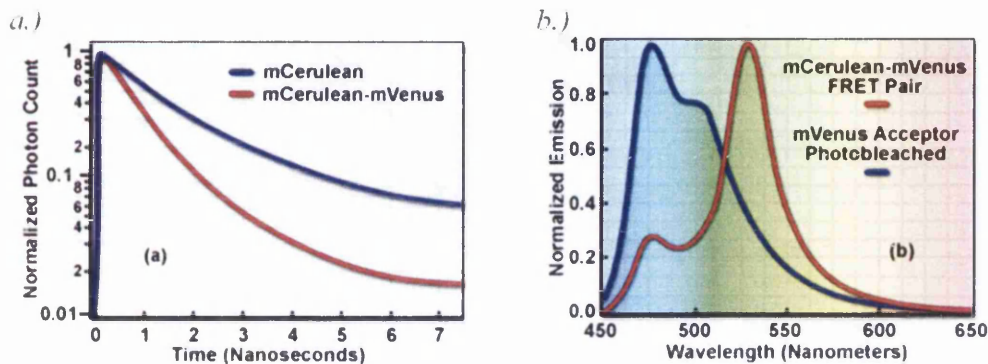 a.)
Normalized Photon Count
1
8
6
4
2
0.1
8
6
4
2
0.01
mCerulean
mCerulean-mVenus
(a)
0 1 2 3 4 5 6 7
Time (Nanoseconds)
b.)
Normalized Emission
1.0
0.8
0.6
0.4
0.2
0.0
mCerulean-mVenus
FRET Pair
mVenus Acceptor
Photobleached
(b)
450 500 550 600 650
Wavelength (Nanometers)